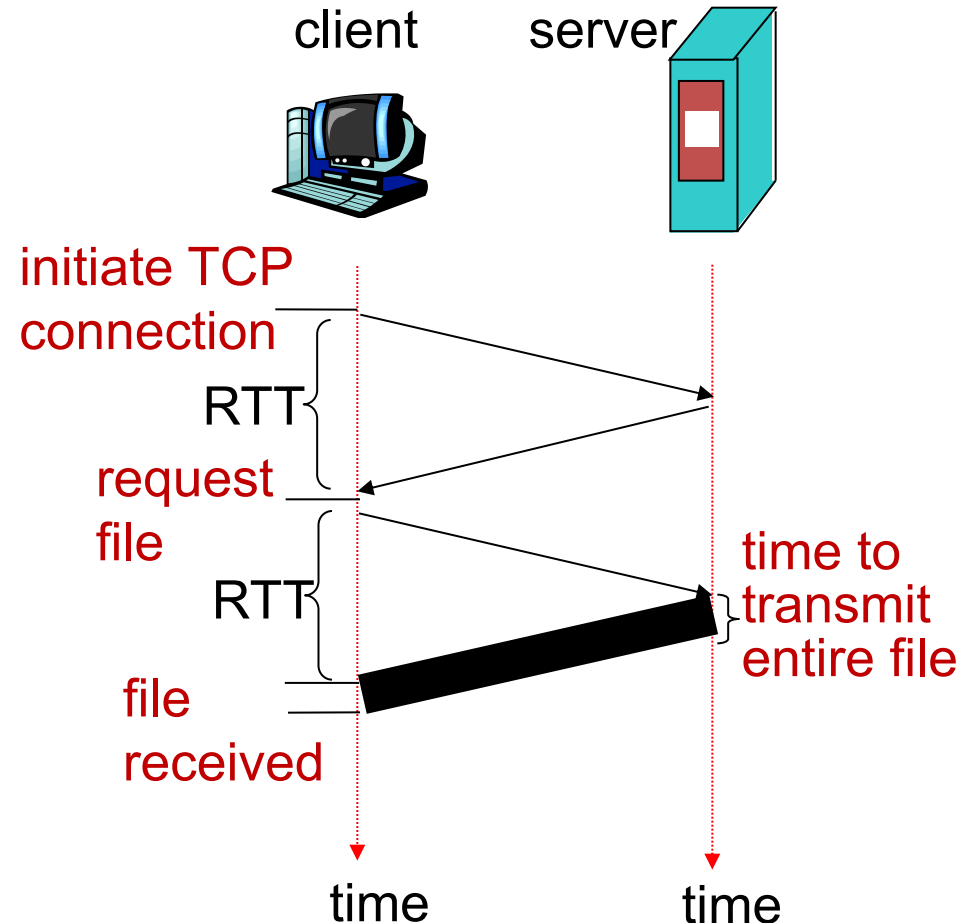 client
server
initiate TCP
connection
RTT
request
file
RTT
time to
transmit
entire file
file
received
time
time